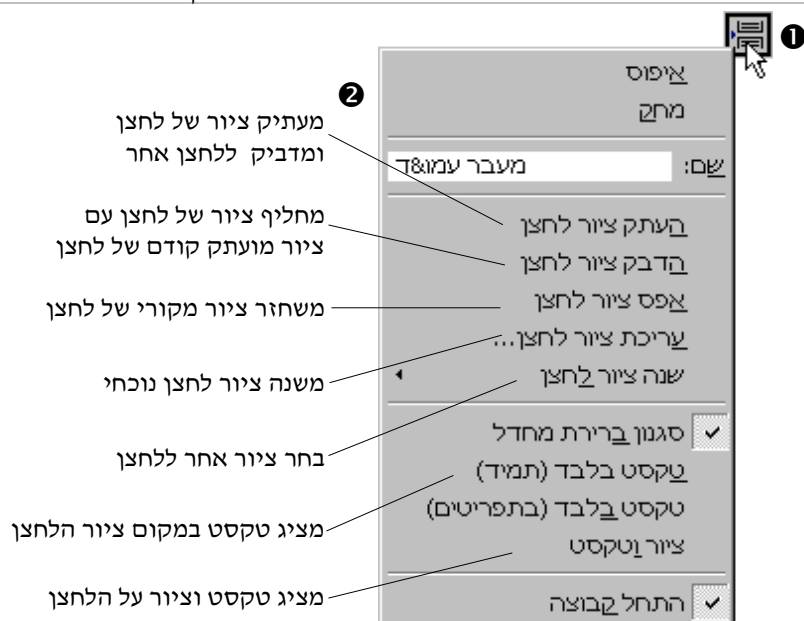 ❶
איפוס
מחק
שם: מעבר עמו&ד
העתק ציור לחצן
הדבק ציור לחצן
אפס ציור לחצן
עריכת ציור לחצן...
שנה ציור לחצן
סגנון ברירת מחדל
טקסט בלבד (תמיד)
טקסט בלבד (בתפריטים)
ציור וטקסט
התחל קבוצה
❷
מעתיק ציור של לחצן
ומדביק ללחצן אחר
מחליף ציור של לחצן עם
ציור מועתק קודם של לחצן
משחזר ציור מקורי של לחצן
משנה ציור לחצן נוכחי
בחר ציור אחר ללחצן
מציג טקסט במקום ציור הלחצן
מציג טקסט וציור על הלחצן